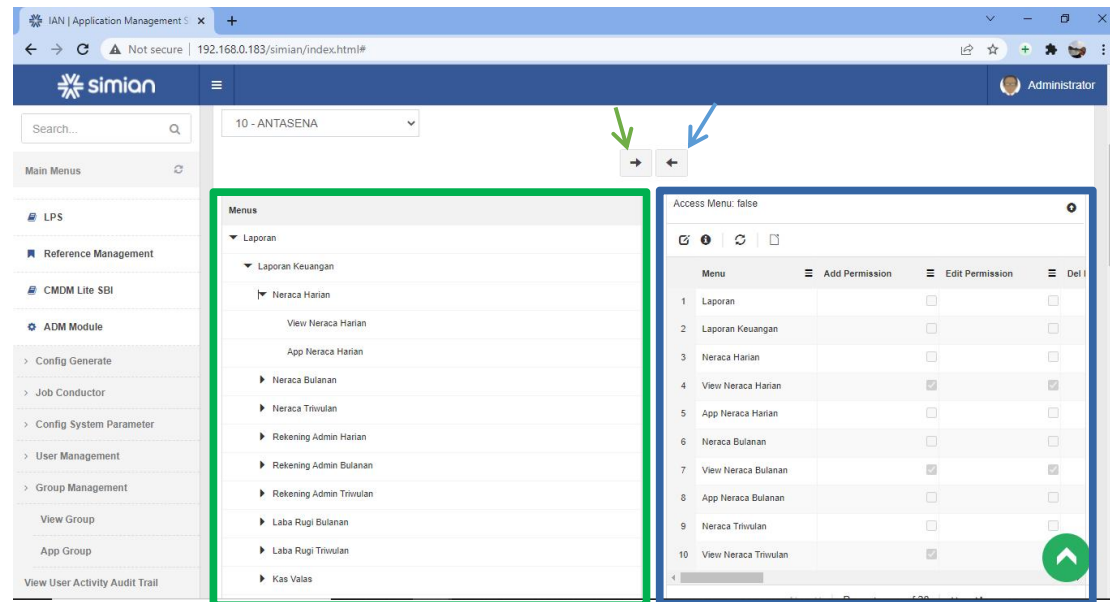 IAN | Application Management S
Not secure | 192.168.0.183/simian/index.html#
simian
Administrator
Search...
Main Menus
LPS
Reference Management
CMDM Lite SBI
ADM Module
Config Generate
Job Conductor
Config System Parameter
User Management
Group Management
View Group
App Group
View User Activity Audit Trail
10 - ANTASENA
Menus
Laporan
Laporan Keuangan
Neraca Harian
View Neraca Harian
App Neraca Harian
Neraca Bulanan
Neraca Triwulan
Rekening Admin Harian
Rekening Admin Bulanan
Rekening Admin Triwulan
Laba Rugi Bulanan
Laba Rugi Triwulan
Kas Valas
Access Menu: false
Menu Add Permission Edit Permission Del
1 Laporan
2 Laporan Keuangan
3 Neraca Harian
4 View Neraca Harian
5 App Neraca Harian
6 Neraca Bulanan
7 View Neraca Bulanan
8 App Neraca Bulanan
9 Neraca Triwulan
10 View Neraca Triwulan